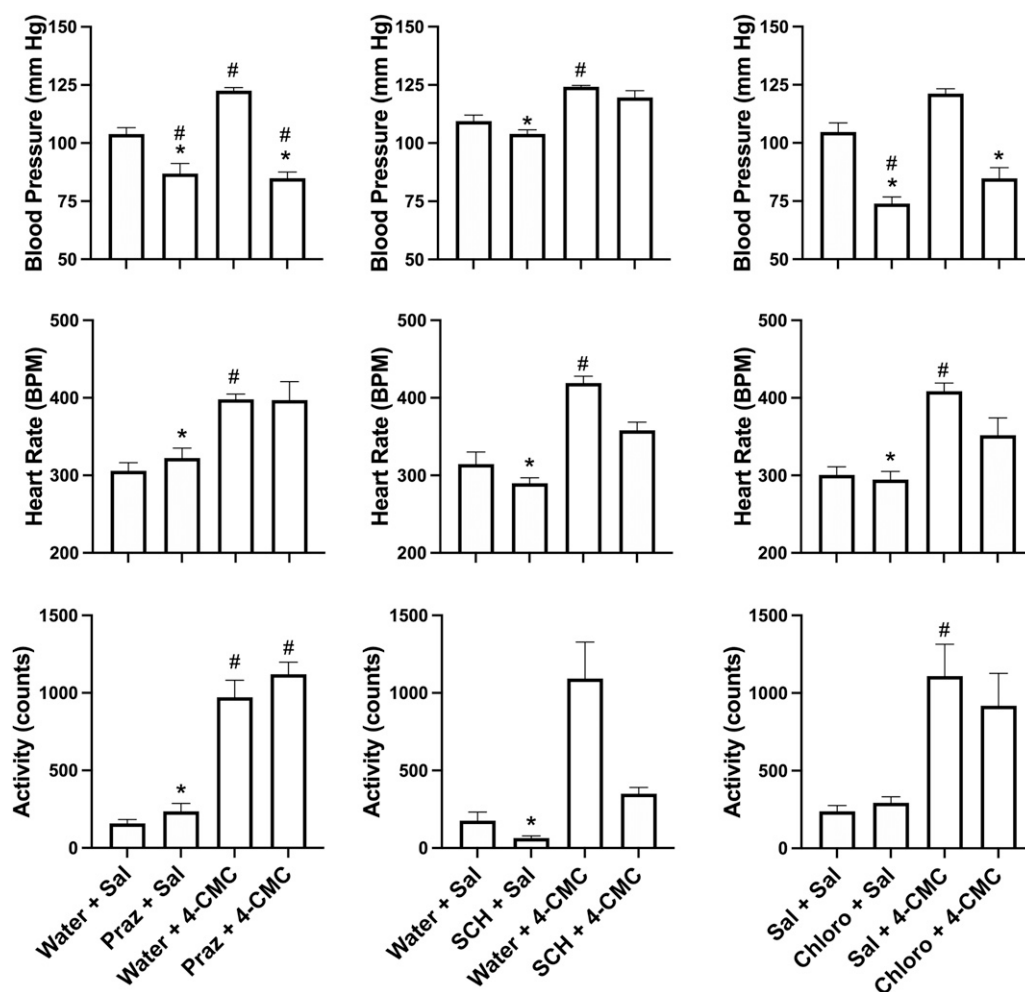 Blood Pressure (mm Hg)
150
125
100
75
50
#
*
#
#
*
Blood Pressure (mm Hg)
150
125
100
75
50
*
#
Blood Pressure (mm Hg)
150
125
100
75
50
#
*
*
Heart Rate (BPM)
500
400
300
200
*
#
Heart Rate (BPM)
500
400
300
200
*
#
Heart Rate (BPM)
500
400
300
200
*
#
Activity (counts)
1500
1000
500
0
*
#
#
Water + Sal
Praz + Sal
Water + 4-CMC
Praz + 4-CMC
Activity (counts)
1500
1000
500
0
*
Water + Sal
SCH + Sal
Water + 4-CMC
SCH + 4-CMC
Activity (counts)
1500
1000
500
0
#
Sal + Sal
Chloro + Sal
Sal + 4-CMC
Chloro + 4-CMC